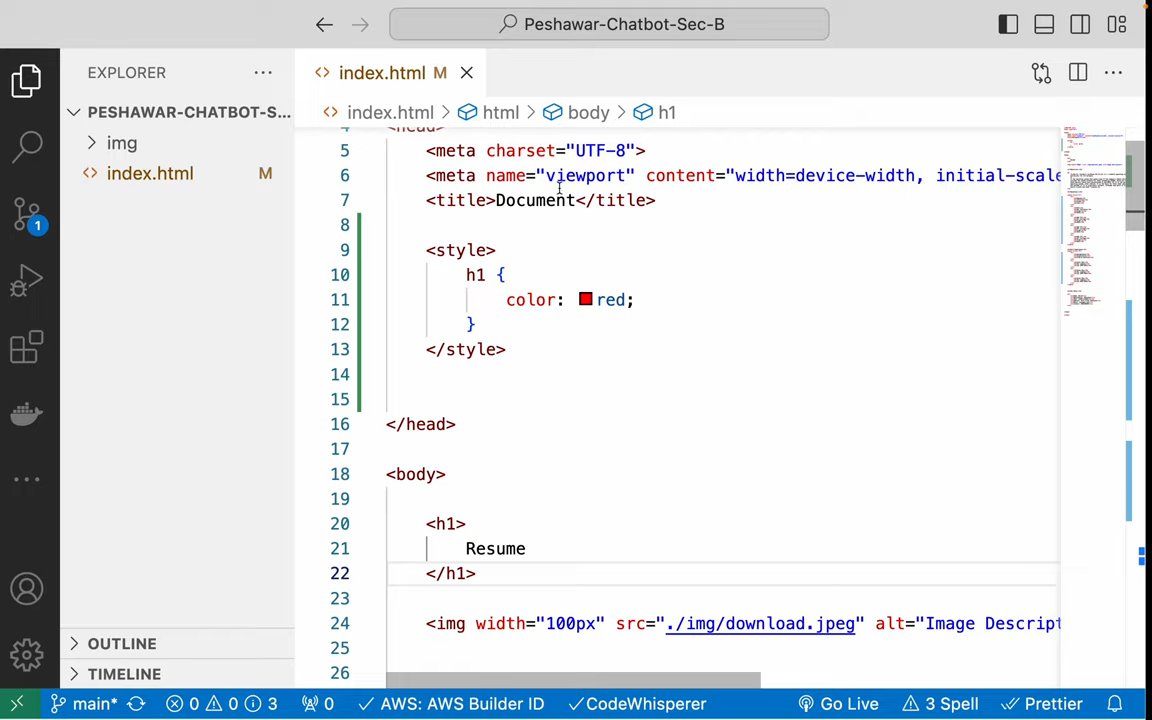 Peshawar-Chatbot-Sec-B
EXPLORER
PESHAWAR-CHATBOT-S...
img
index.html M
OUTLINE
TIMELINE
index.html M
index.html > html > body > h1
5 <meta charset="UTF-8">
6 <meta name="viewport" content="width=device-width, initial-scale
7 <title>Document</title>
8
9 <style>
10 h1 {
11 color: red;
12 }
13 </style>
14
15
16 </head>
17
18 <body>
19
20 <h1>
21 Resume
22 </h1>
23
24 <img width="100px" src="./img/download.jpeg" alt="Image Descript
25
26
1
main* 0 0 3 0 AWS: AWS Builder ID CodeWhisperer Go Live 3 Spell Prettier